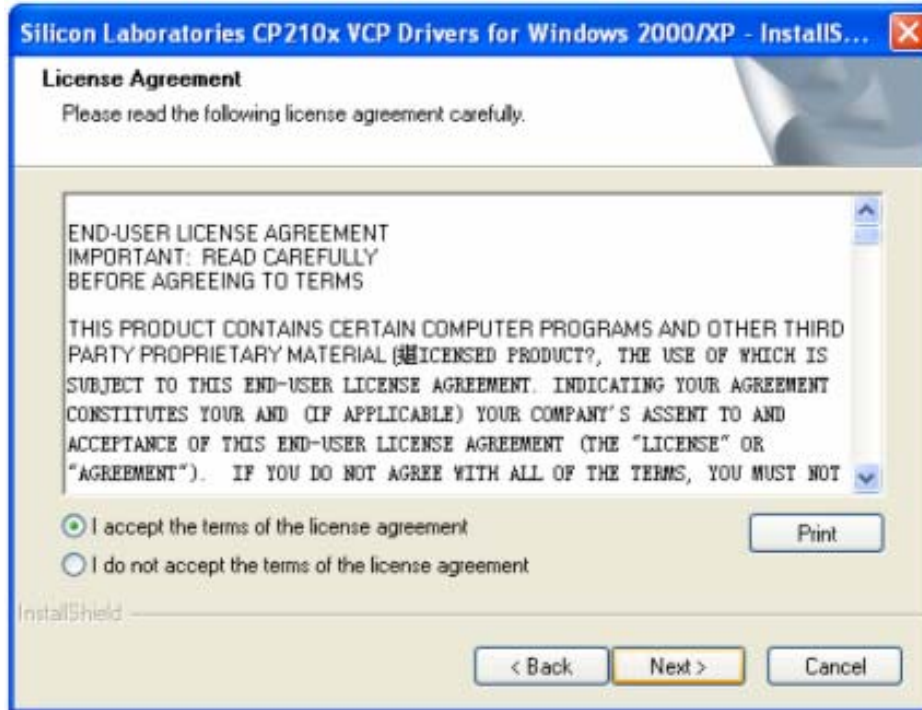 Silicon Laboratories CP210x VCP Drivers for Windows 2000/XP - InstallS...
License Agreement
Please read the following license agreement carefully.
END-USER LICENSE AGREEMENT
IMPORTANT: READ CAREFULLY
BEFORE AGREEING TO TERMS
THIS PRODUCT CONTAINS CERTAIN COMPUTER PROGRAMS AND OTHER THIRD
PARTY PROPRIETARY MATERIAL (ICENSED PRODUCT?, THE USE OF WHICH IS
SUBJECT TO THIS END-USER LICENSE AGREEMENT. INDICATING YOUR AGREEMENT
CONSTITUTES YOUR AND (IF APPLICABLE) YOUR COMPANY'S ASSENT TO AND
ACCEPTANCE OF THIS END-USER LICENSE AGREEMENT (THE "LICENSE" OR
"AGREEMENT"). IF YOU DO NOT AGREE WITH ALL OF THE TERMS, YOU MUST NOT
I accept the terms of the license agreement
Print
I do not accept the terms of the license agreement
InstallShield
< Back
Next >
Cancel